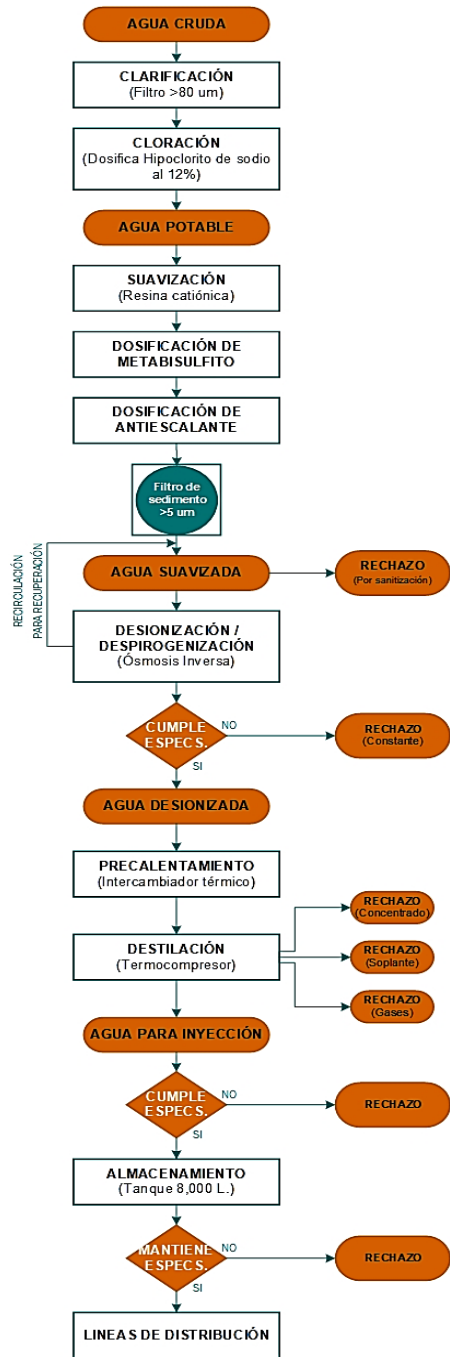 AGUA CRUDA
CLARIFICACIÓN
(Filtro >80 um)
CLORACIÓN
(Dosifica Hipoclorito de sodio
al 12%)
AGUA POTABLE
SUAVIZACIÓN
(Resina catiónica)
DOSIFICACIÓN DE
METABISULFITO
DOSIFICACIÓN DE
ANTIESCALANTE
Filtro de
sedimento
>5 um
RECIRCULACIÓN
PARA RECUPERACIÓN
AGUA SUAVIZADA
RECHAZO
(Por sanitización)
DESIONIZACIÓN /
DESPIROGENIZACIÓN
(Ósmosis Inversa)
CUMPLE
ESPECS.
NO
RECHAZO
(Constante)
SI
AGUA DESIONIZADA
PRECALENTAMIENTO
(Intercambiador térmico)
RECHAZO
(Concentrado)
DESTILACIÓN
(Termocompresor)
RECHAZO
(Soplante)
RECHAZO
(Gases)
AGUA PARA INYECCIÓN
CUMPLE
ESPECS.
NO
RECHAZO
SI
ALMACENAMIENTO
(Tanque 8,000 L.)
MANTIENE
ESPECS.
NO
RECHAZO
SI
LINEAS DE DISTRIBUCIÓN